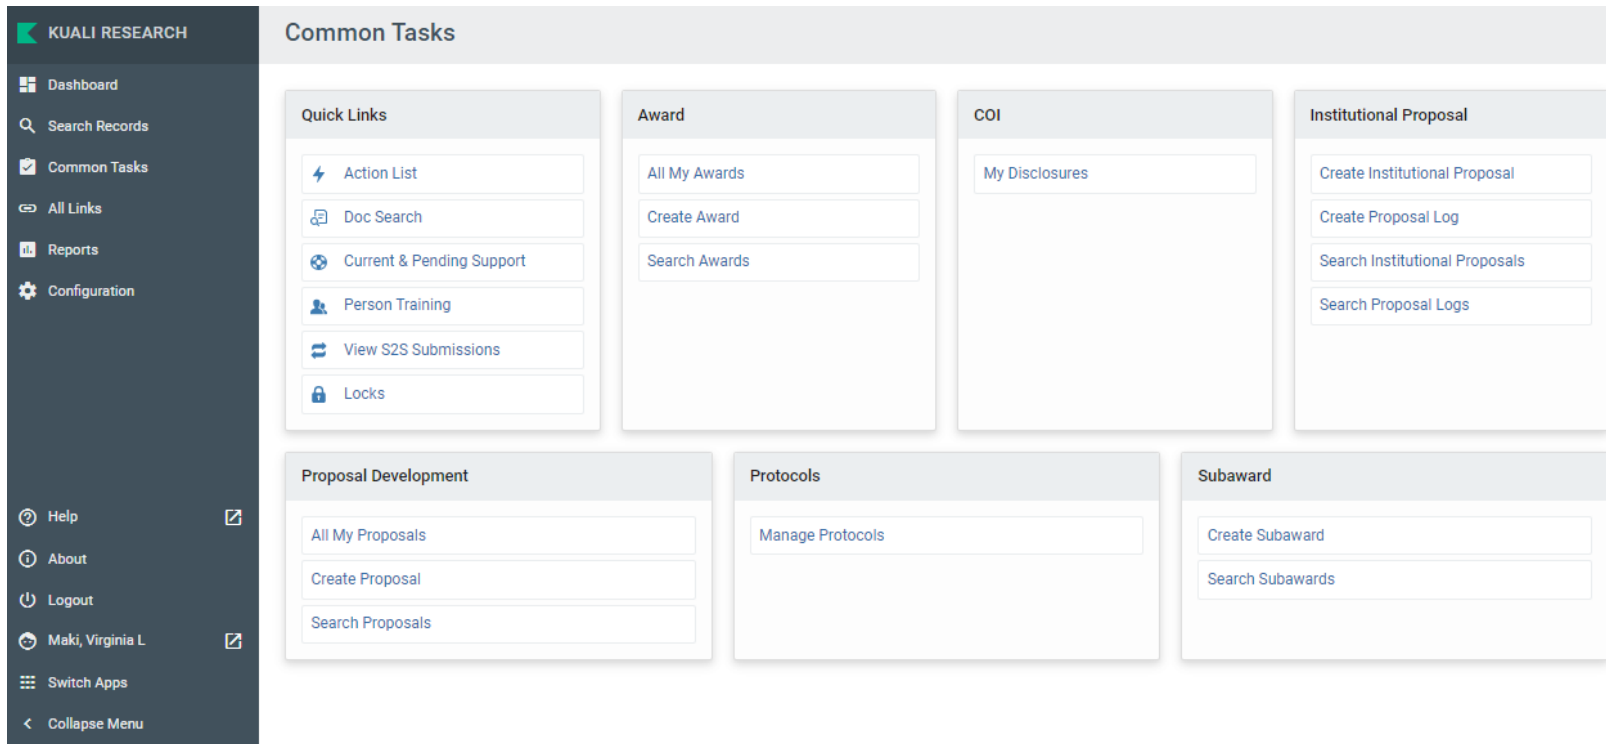 KUALI RESEARCH
Dashboard
Search Records
Common Tasks
All Links
Reports
Configuration
Help
About
Logout
Maki, Virginia L
Switch Apps
Collapse Menu
Common Tasks
Quick Links
Action List
Doc Search
Current & Pending Support
Person Training
View S2S Submissions
Locks
Award
All My Awards
Create Award
Search Awards
COI
My Disclosures
Institutional Proposal
Create Institutional Proposal
Create Proposal Log
Search Institutional Proposals
Search Proposal Logs
Proposal Development
All My Proposals
Create Proposal
Search Proposals
Protocols
Manage Protocols
Subaward
Create Subaward
Search Subawards